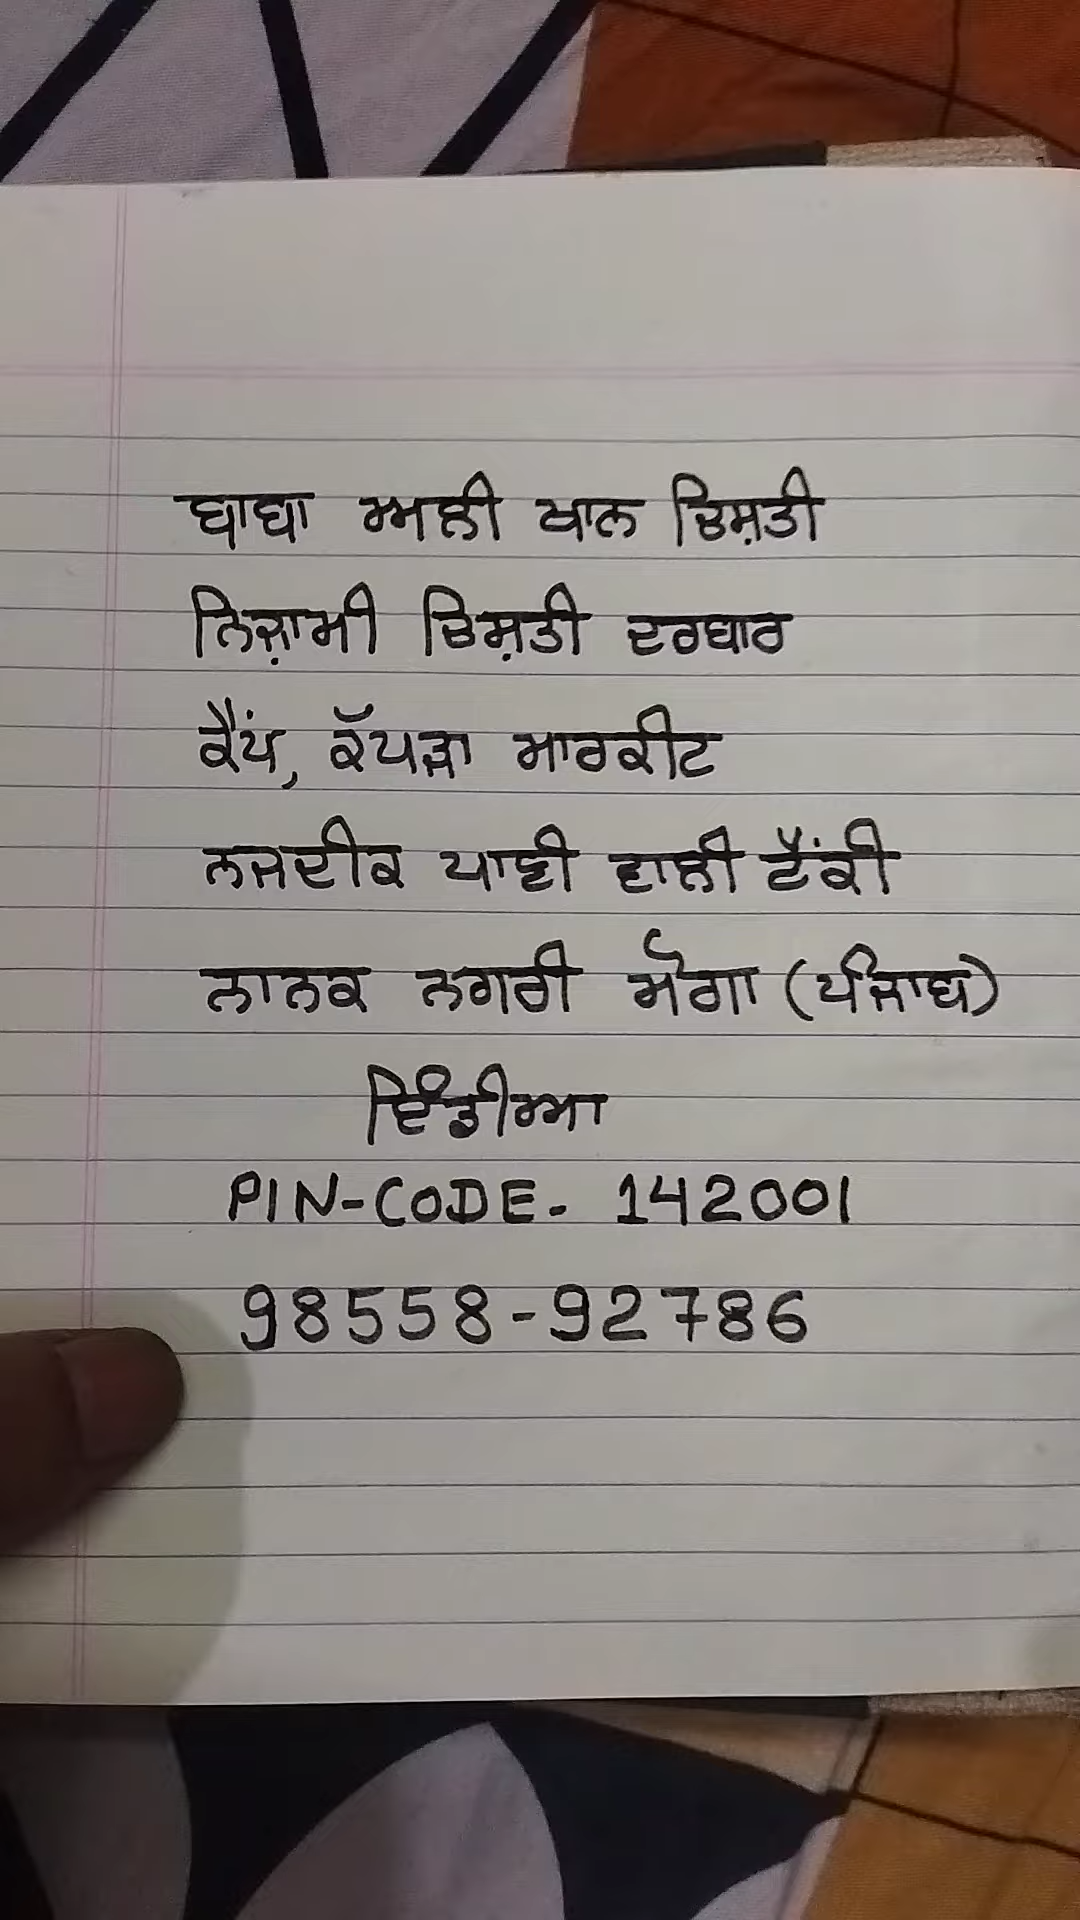 ਬਾਬਾ ਅਲੀ ਖਾਨ ਚਿਸ਼ਤੀ
ਨਿਜ਼ਾਮੀ ਚਿਸ਼ਤੀ ਦਰਬਾਰ
ਕੈਂਪ, ਕੱਪੜਾ ਮਾਰਕੀਟ
ਨਜਦੀਕ ਪਾਣੀ ਵਾਲੀ ਟੈਂਕੀ
ਨਾਨਕ ਨਗਰੀ ਮੋਗਾ (ਪੰਜਾਬ)
ਇੰਡੀਆ
PIN-CODE- 142001
98558-92786